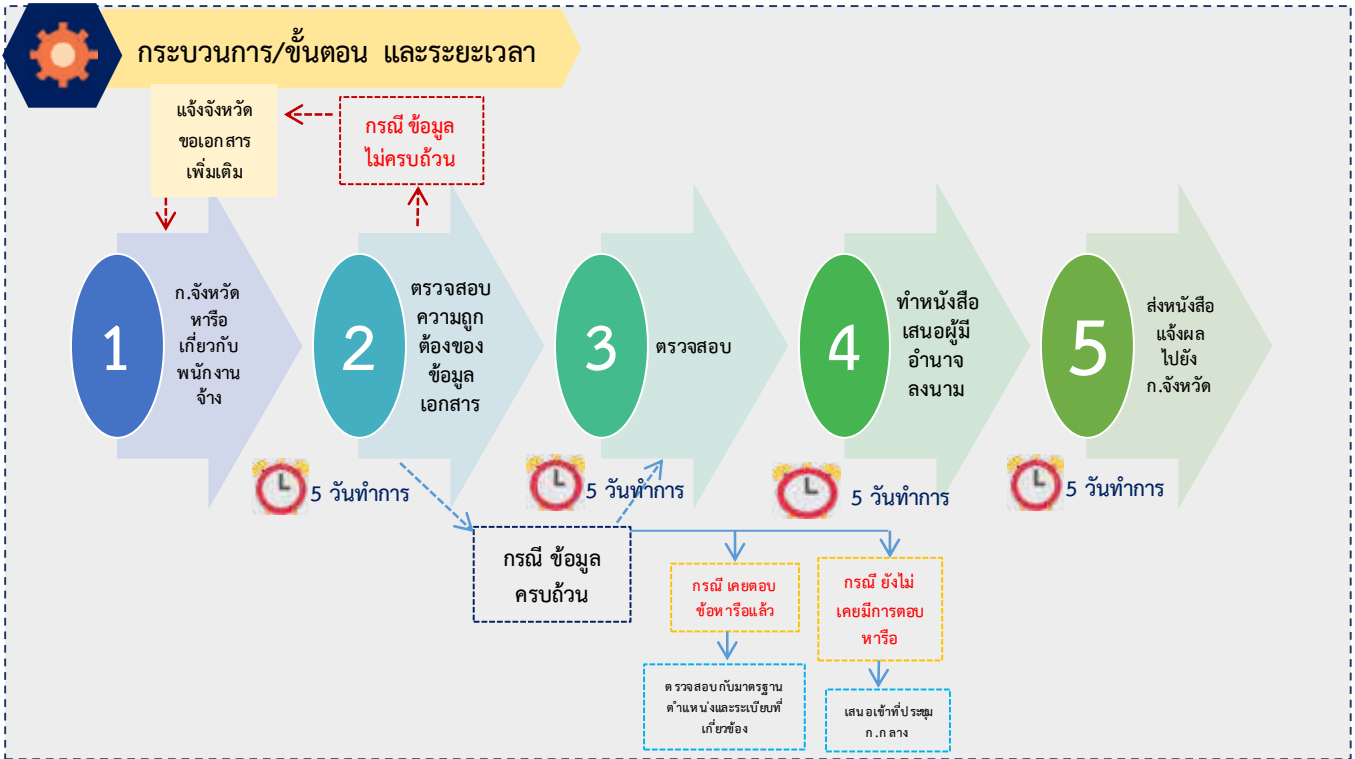 กระบวนการ/ขั้นตอน และระยะเวลา
แจ้งจังหวัด
ขอเอกสาร
เพิ่มเติม
กรณี ข้อมูล
ไม่ครบถ้วน
1
ก.จังหวัด
หารือ
เกี่ยวกับ
พนักงาน
จ้าง
2
ตรวจสอบ
ความถูก
ต้องของ
ข้อมูล
เอกสาร
3
ตรวจสอบ
4
ทำหนังสือ
เสนอผู้มี
อำนาจ
ลงนาม
5
ส่งหนังสือ
แจ้งผล
ไปยัง
ก.จังหวัด
5 วันทำการ
5 วันทำการ
5 วันทำการ
5 วันทำการ
กรณี ข้อมูล
ครบถ้วน
กรณี เคยตอบ
ข้อหารือแล้ว
กรณี ยังไม่
เคยมีการตอบ
หารือ
ตรวจสอบกับมาตรฐาน
ตำแหน่งและระเบียบที่
เกี่ยวข้อง
เสนอเข้าที่ประชุม
ก.กลาง